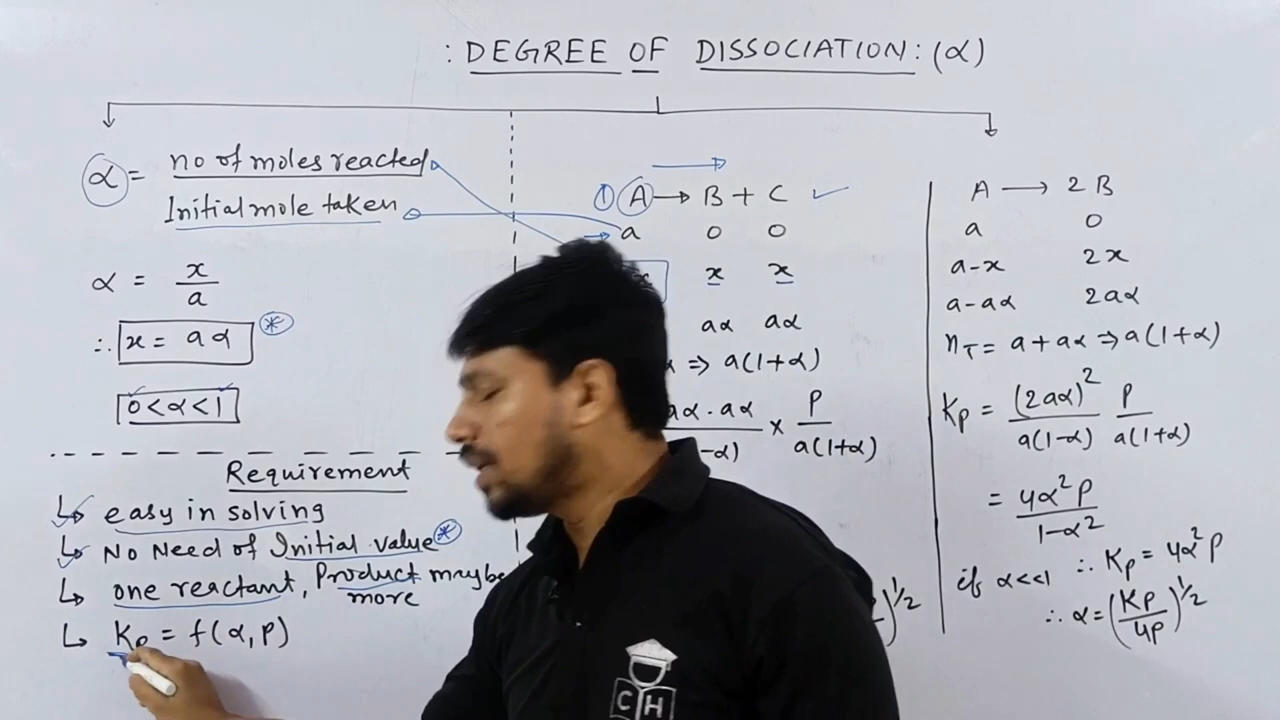 : DEGREE OF DISSOCIATION: (α)
α = no of moles reacted
Initial mole taken
α = x
a
∴ x = aα *
0<α<1
Requirement
↳ easy in solving
↳ No Need of Initial value *
↳ one reactant, Product maybe
more
↳ Kp = f(α, P)
① A → B + C ✓
→ a 0 0
x x
aα aα
⇒ a(1+α)
aα · aα × P
-α) a(1+α)
)^1/2
A → 2B
a 0
a-x 2x
a-aα 2aα
nT = a + aα ⇒ a(1+α)
Kp = (2aα)² P
a(1-α) a(1+α)
= 4α²P
1-α²
if α<<1 ∴ Kp = 4α²P
∴ α = (Kp/4P)^1/2
CH